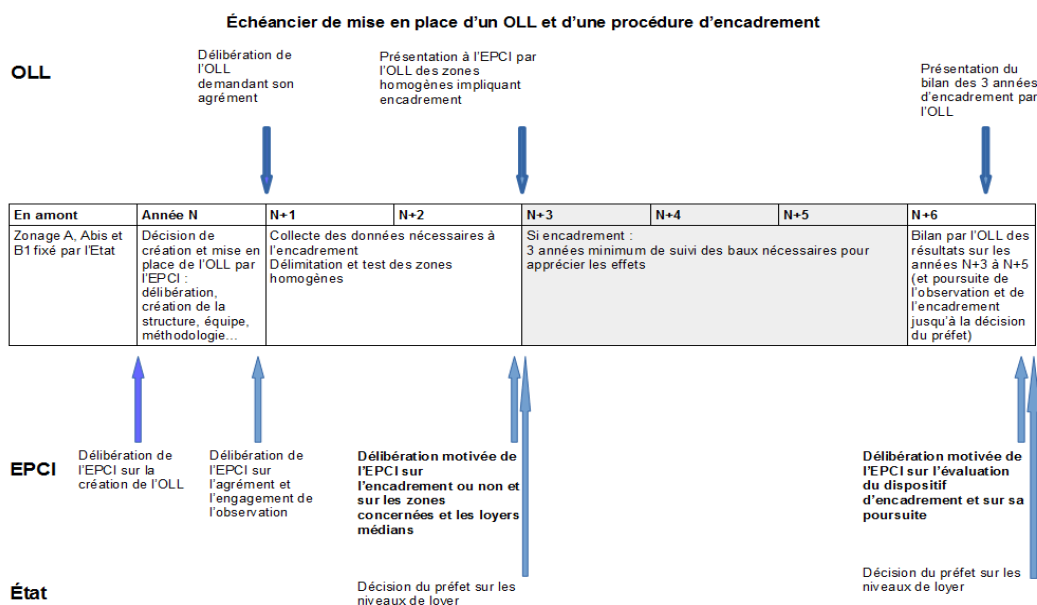 Échéancier de mise en place d'un OLL et d'une procédure d'encadrement
OLL
Délibération de
l'OLL
demandant son
agrément
Présentation à l'EPCI par
l'OLL des zones
homogènes impliquant
encadrement
Présentation du
bilan des 3 années
d'encadrement par
l'OLL
En amont
Année N
N+1
N+2
N+3
N+4
N+5
N+6
Zonage A, Abis et
B1 fixé par l'Etat
Décision de
création et mise en
place de l'OLL par
l'EPCI :
délibération,
création de la
structure, équipe,
méthodologie...
Collecte des données nécessaires à
l'encadrement
Délimitation et test des zones
homogènes
Si encadrement :
3 années minimum de suivi des baux nécessaires pour
apprécier les effets
Bilan par l'OLL des
résultats sur les
années N+3 à N+5
(et poursuite de
l'observation et de
l'encadrement
jusqu'à la décision
du préfet)
EPCI
Délibération de
l'EPCI sur la
création de l'OLL
Délibération de
l'EPCI sur
l'agrément et
l'engagement de
l'observation
Délibération motivée de
l'EPCI sur
l'encadrement ou non et
sur les zones
concernées et les loyers
médians
Délibération motivée de
l'EPCI sur l'évaluation
du dispositif
d'encadrement et sur sa
poursuite
État
Décision du préfet sur les
niveaux de loyer
Décision du préfet sur les
niveaux de loyer